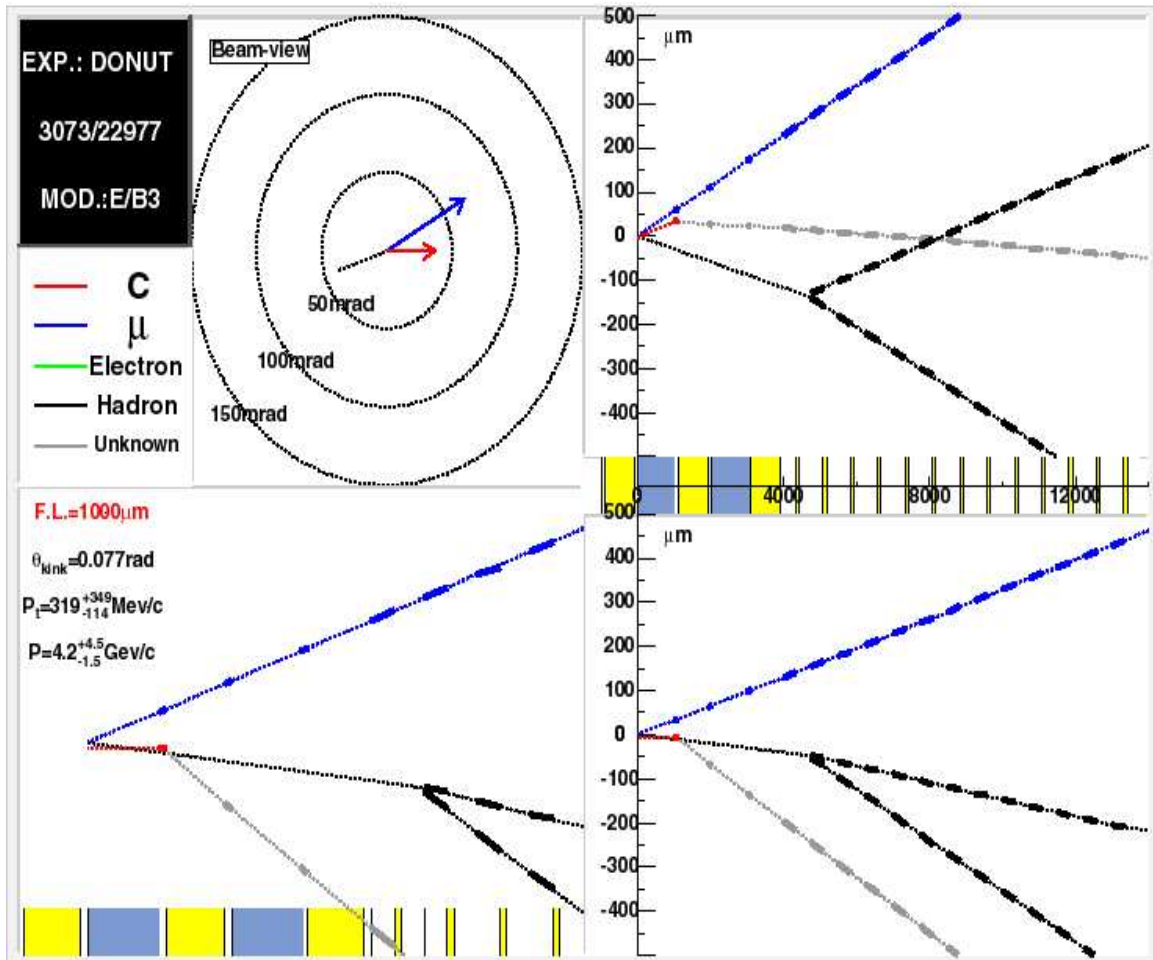 EXP.: DONUT
3073/22977
MOD.:E/B3
Beam-view
50mrad
100mrad
150mrad
C
μ
Electron
Hadron
Unknown
μm
500
400
300
200
100
0
-100
-200
-300
-400
0
4000
8000
12000
F.L.=1090μm
θkink=0.077rad
Pt=319+349-114Mev/c
P=4.2+4.5-1.5Gev/c
μm
500
400
300
200
100
0
-100
-200
-300
-400